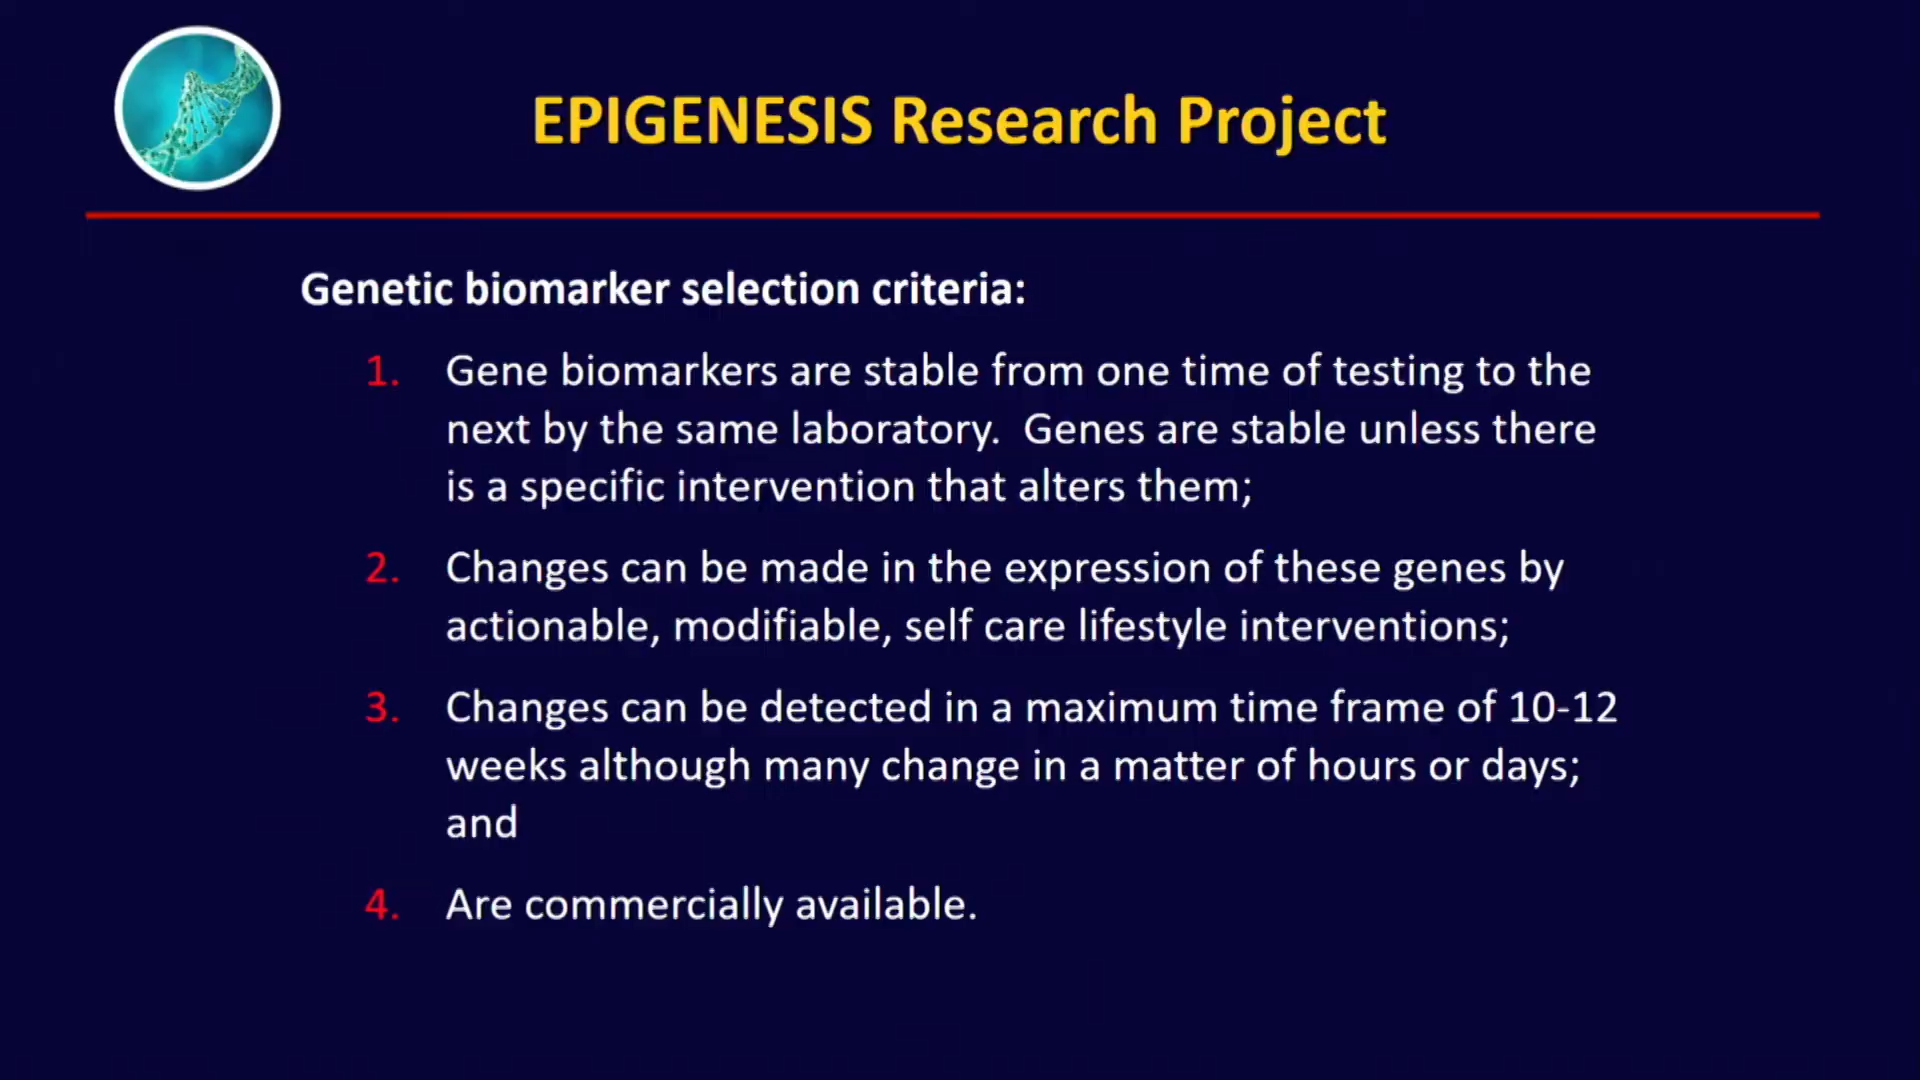 EPIGENESIS Research Project
Genetic biomarker selection criteria:
1. Gene biomarkers are stable from one time of testing to the
next by the same laboratory.  Genes are stable unless there
is a specific intervention that alters them;
2. Changes can be made in the expression of these genes by
actionable, modifiable, self care lifestyle interventions;
3. Changes can be detected in a maximum time frame of 10-12
weeks although many change in a matter of hours or days;
and
4. Are commercially available.